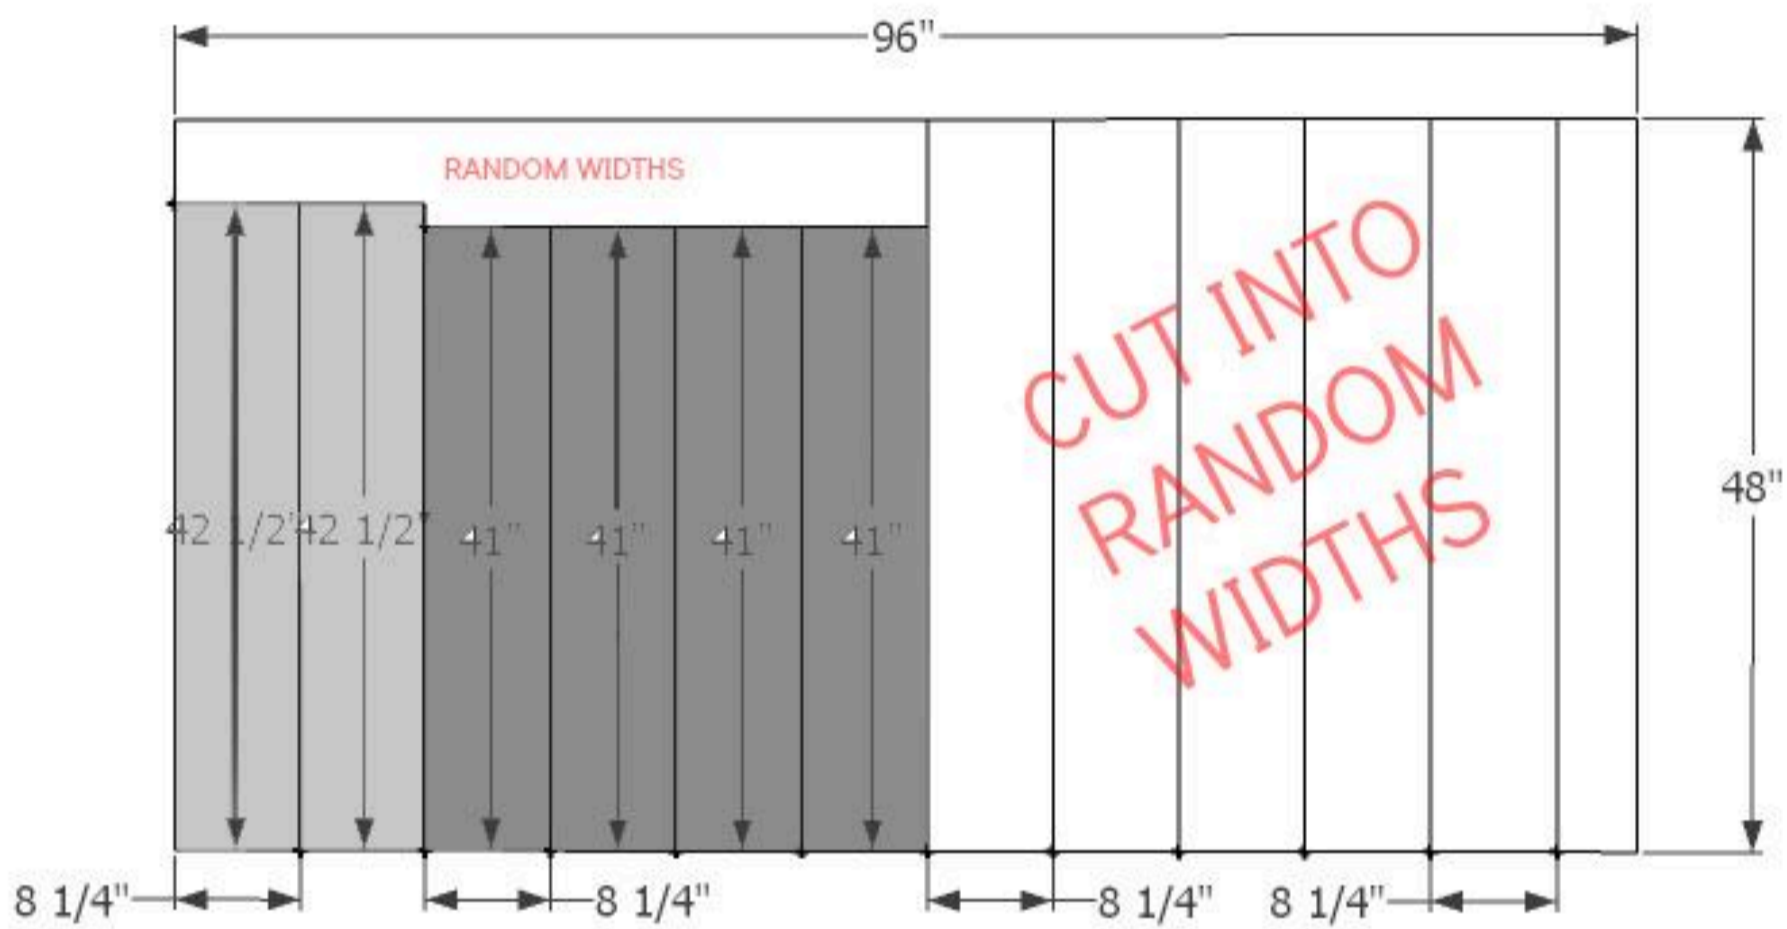 96"
RANDOM WIDTHS
CUT INTO
RANDOM
WIDTHS
48"
42 1/2" 42 1/2" 41" 41" 41" 41"
8 1/4" 8 1/4" 8 1/4" 8 1/4"